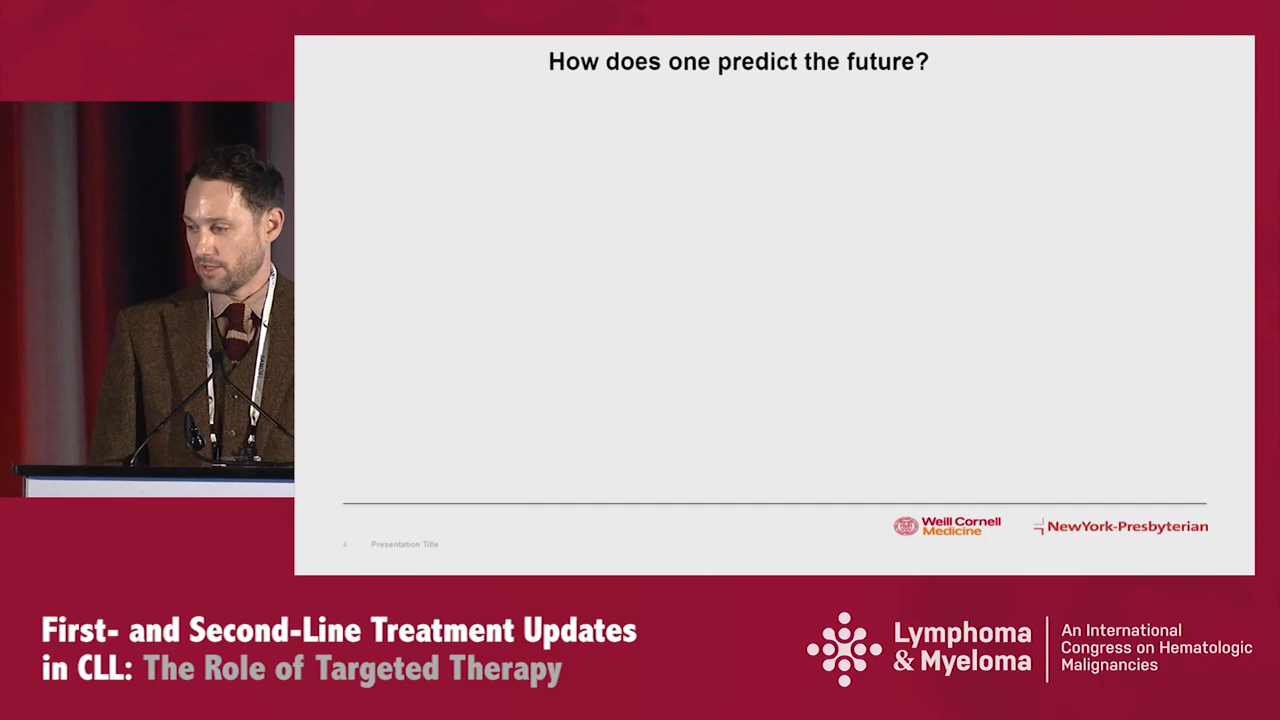 How does one predict the future?
4 Presentation Title
Weill Cornell
Medicine
NewYork-Presbyterian
First- and Second-Line Treatment Updates
in CLL: The Role of Targeted Therapy
Lymphoma
& Myeloma
An International
Congress on Hematologic
Malignancies